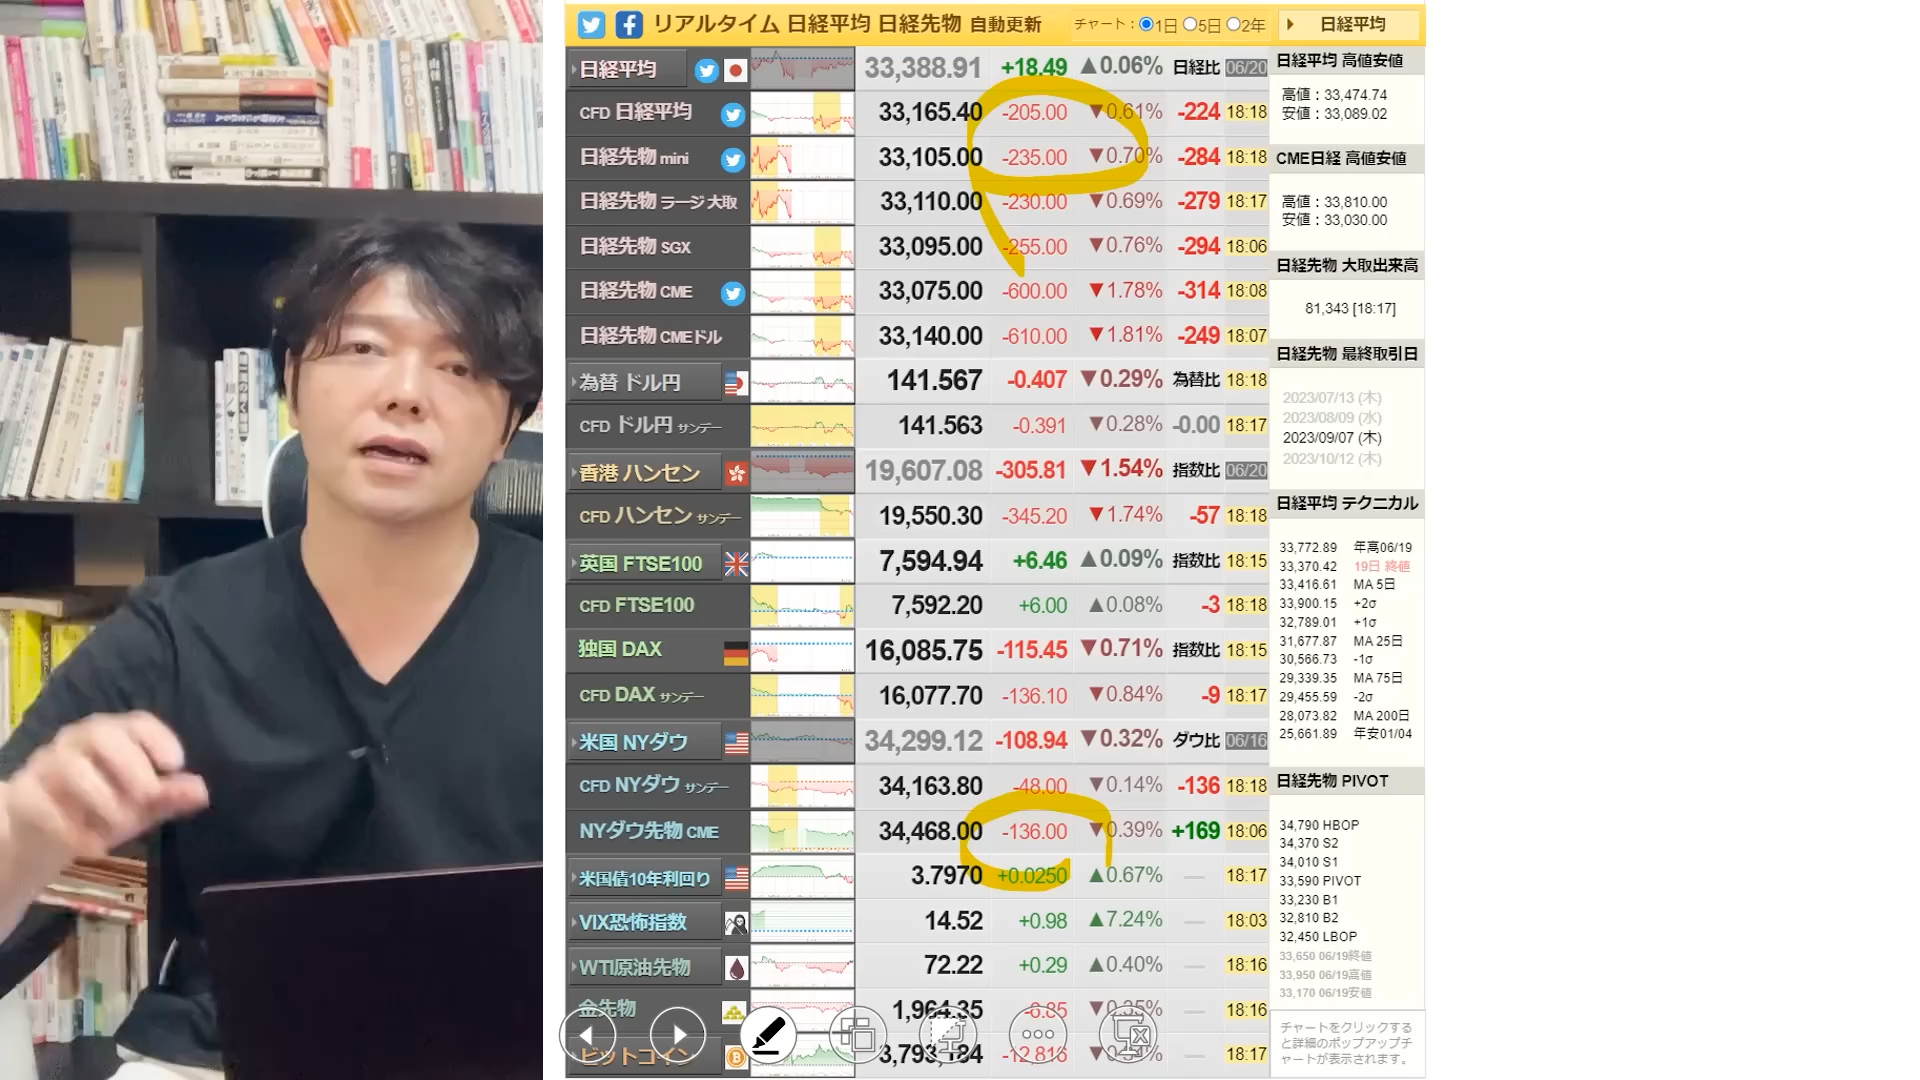 リアルタイム 日経平均 日経先物 自動更新 チャート: 1日 5日 2年 日経平均
日経平均 33,388.91 +18.49 ▲0.06% 日経比 06/20
CFD 日経平均 33,165.40 -205.00 ▼0.61% -224 18:18
日経先物 mini 33,105.00 -235.00 ▼0.70% -284 18:18
日経先物 ラージ 大取 33,110.00 -230.00 ▼0.69% -279 18:17
日経先物 SGX 33,095.00 -255.00 ▼0.76% -294 18:06
日経先物 CME 33,075.00 -600.00 ▼1.78% -314 18:08
日経先物 CMEドル 33,140.00 -610.00 ▼1.81% -249 18:07
為替 ドル円 141.567 -0.407 ▼0.29% 為替比 18:18
CFD ドル円 サンデー 141.563 -0.391 ▼0.28% -0.00 18:17
香港 ハンセン 19,607.08 -305.81 ▼1.54% 指数比 06/20
CFD ハンセン サンデー 19,550.30 -345.20 ▼1.74% -57 18:18
英国 FTSE100 7,594.94 +6.46 ▲0.09% 指数比 18:15
CFD FTSE100 7,592.20 +6.00 ▲0.08% -3 18:18
独国 DAX 16,085.75 -115.45 ▼0.71% 指数比 18:15
CFD DAX サンデー 16,077.70 -136.10 ▼0.84% -9 18:17
米国 NYダウ 34,299.12 -108.94 ▼0.32% ダウ比 06/16
CFD NYダウ サンデー 34,163.80 -48.00 ▼0.14% -136 18:18
NYダウ先物 CME 34,468.00 -136.00 ▼0.39% +169 18:06
米国債10年利回り 3.7970 +0.0250 ▲0.67% — 18:17
VIX恐怖指数 14.52 +0.98 ▲7.24% — 18:03
WTI原油先物 72.22 +0.29 ▲0.40% — 18:16
金先物 1,964.35 -6.85 ▼0.35% — 18:16
ビットコイン -12,816 — 18:17
日経平均 高値安値
高値：33,474.74
安値：33,089.02
CME日経 高値安値
高値：33,810.00
安値：33,030.00
日経先物 大取出来高
81,343 [18:17]
日経先物 最終取引日
2023/07/13 (木)
2023/08/09 (水)
2023/09/07 (木)
2023/10/12 (木)
日経平均 テクニカル
33,772.89 年高06/19
33,370.42 19日 終値
33,416.61 MA 5日
33,900.15 +2σ
32,789.01 +1σ
31,677.87 MA 25日
30,566.73 -1σ
29,339.35 MA 75日
29,455.59 -2σ
28,073.82 MA 200日
25,661.89 年安01/04
日経先物 PIVOT
34,790 HBOP
34,370 S2
34,010 S1
33,590 PIVOT
33,230 B1
32,810 B2
32,450 LBOP
33,650 06/19終値
33,950 06/19高値
33,170 06/19安値
チャートをクリックする
と詳細のポップアップチ
ャートが表示されます。